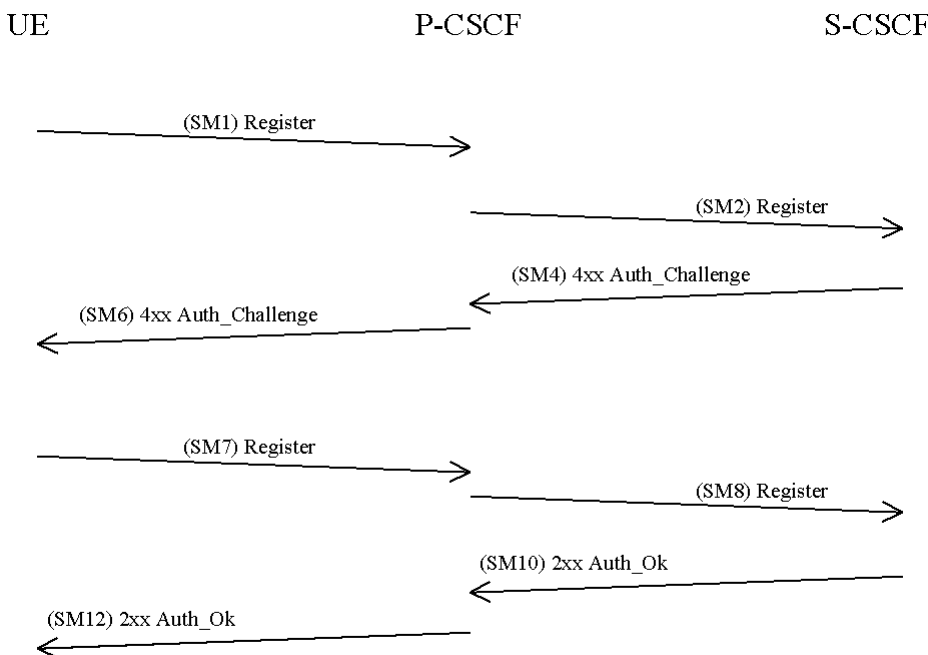 UE P-CSCF S-CSCF
(SM1) Register
(SM2) Register
(SM4) 4xx Auth_Challenge
(SM6) 4xx Auth_Challenge
(SM7) Register
(SM8) Register
(SM10) 2xx Auth_Ok
(SM12) 2xx Auth_Ok